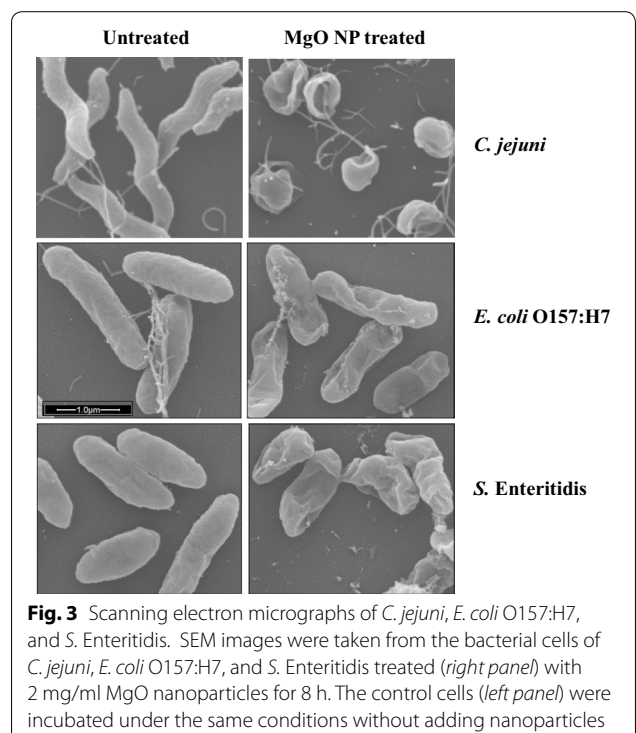 Untreated MgO NP treated
C. jejuni
E. coli O157:H7
1.0µm
S. Enteritidis
Fig. 3 Scanning electron micrographs of C. jejuni, E. coli O157:H7,
and S. Enteritidis. SEM images were taken from the bacterial cells of
C. jejuni, E. coli O157:H7, and S. Enteritidis treated (right panel) with
2 mg/ml MgO nanoparticles for 8 h. The control cells (left panel) were
incubated under the same conditions without adding nanoparticles